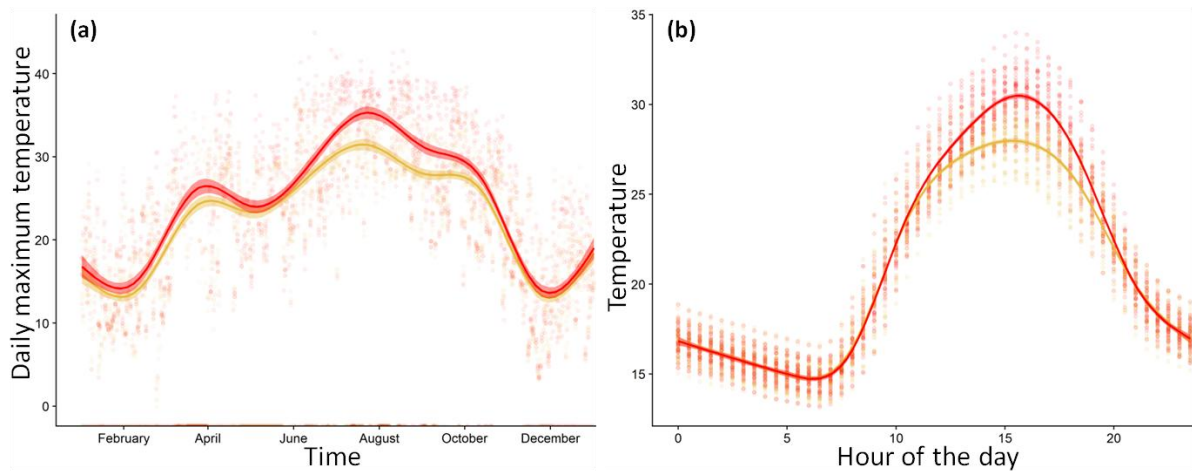 (a)
Daily maximum temperature
40
30
20
10
0
February April June August October December
Time
(b)
Temperature
35
30
25
20
15
0 5 10 15 20
Hour of the day